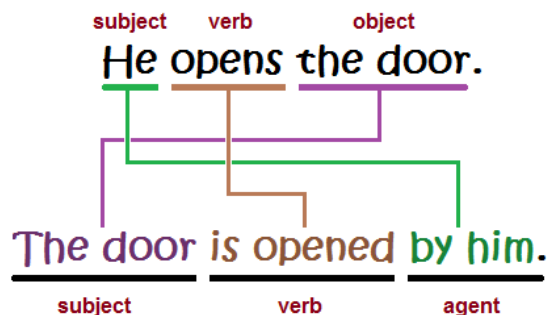 subject verb object
He opens the door.
The door is opened by him.
subject verb agent